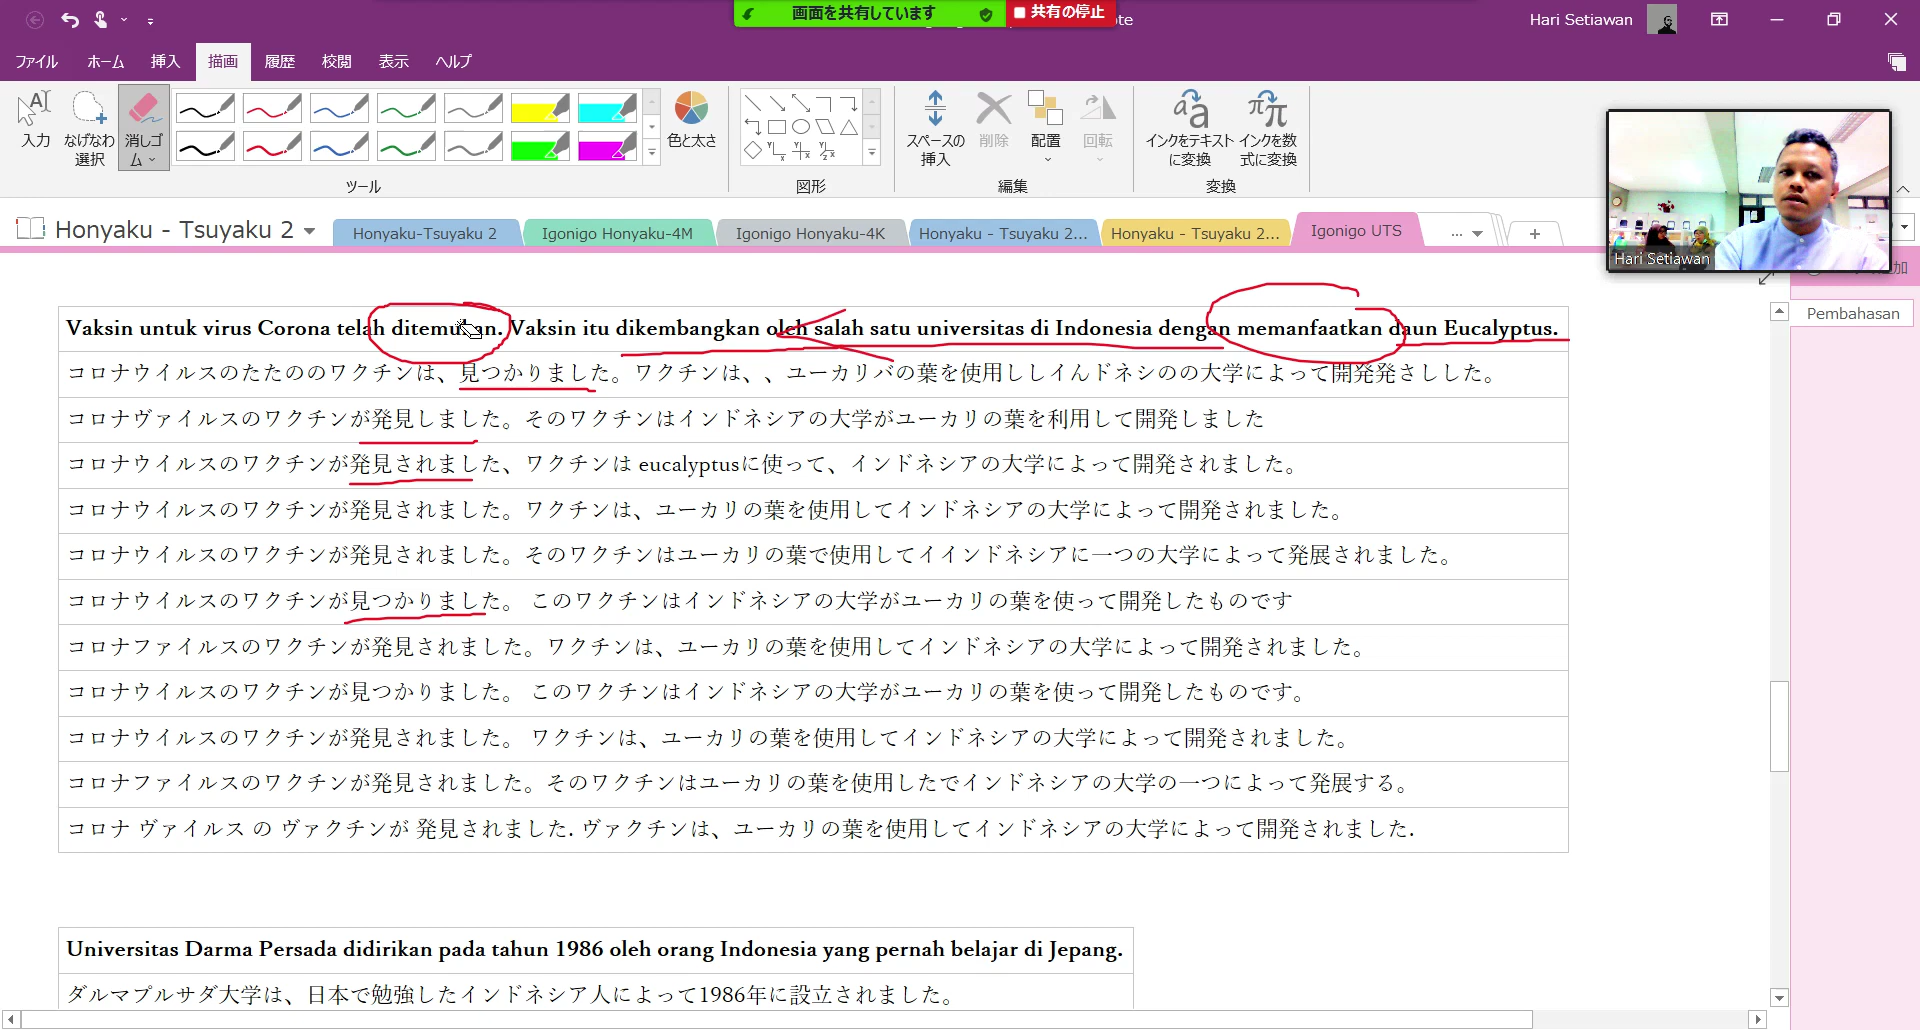 画面を共有しています
共有の停止
ote
Hari Setiawan
ファイル ホーム 挿入 描画 履歴 校閲 表示 ヘルプ
入力
なげなわ
選択
消しゴ
ム
色と太さ
スペースの
挿入
削除
配置
回転
インクをテキスト
に変換
インクを数
式に変換
ツール
図形
編集
変換
Honyaku - Tsuyaku 2
Honyaku-Tsuyaku 2
Igonigo Honyaku-4M
Igonigo Honyaku-4K
Honyaku - Tsuyaku 2...
Honyaku - Tsuyaku 2...
Igonigo UTS
...
Hari Setiawan
加
Pembahasan
Vaksin untuk virus Corona telah ditemukan. Vaksin itu dikembangkan oleh salah satu universitas di Indonesia dengan memanfaatkan daun Eucalyptus.
コロナウイルスのたたののワクチンは、見つかりました。ワクチンは、、ユーカリバの葉を使用ししイんドネシのの大学によって開発発さしした。
コロナヴァイルスのワクチンが発見しました。そのワクチンはインドネシアの大学がユーカリの葉を利用して開発しました
コロナウイルスのワクチンが発見されました、ワクチンは eucalyptusに使って、インドネシアの大学によって開発されました。
コロナウイルスのワクチンが発見されました。ワクチンは、ユーカリの葉を使用してインドネシアの大学によって開発されました。
コロナウイルスのワクチンが発見されました。そのワクチンはユーカリの葉で使用してイインドネシアに一つの大学によって発展されました。
コロナウイルスのワクチンが見つかりました。 このワクチンはインドネシアの大学がユーカリの葉を使って開発したものです
コロナファイルスのワクチンが発見されました。ワクチンは、ユーカリの葉を使用してインドネシアの大学によって開発されました。
コロナウイルスのワクチンが見つかりました。 このワクチンはインドネシアの大学がユーカリの葉を使って開発したものです。
コロナウイルスのワクチンが発見されました。 ワクチンは、ユーカリの葉を使用してインドネシアの大学によって開発されました。
コロナファイルスのワクチンが発見されました。そのワクチンはユーカリの葉を使用したでインドネシアの大学の一つによって発展する。
コロナ ヴァイルス の ヴァクチンが 発見されました. ヴァクチンは、ユーカリの葉を使用してインドネシアの大学によって開発されました.
Universitas Darma Persada didirikan pada tahun 1986 oleh orang Indonesia yang pernah belajar di Jepang.
ダルマプルサダ大学は、日本で勉強したインドネシア人によって1986年に設立されました。